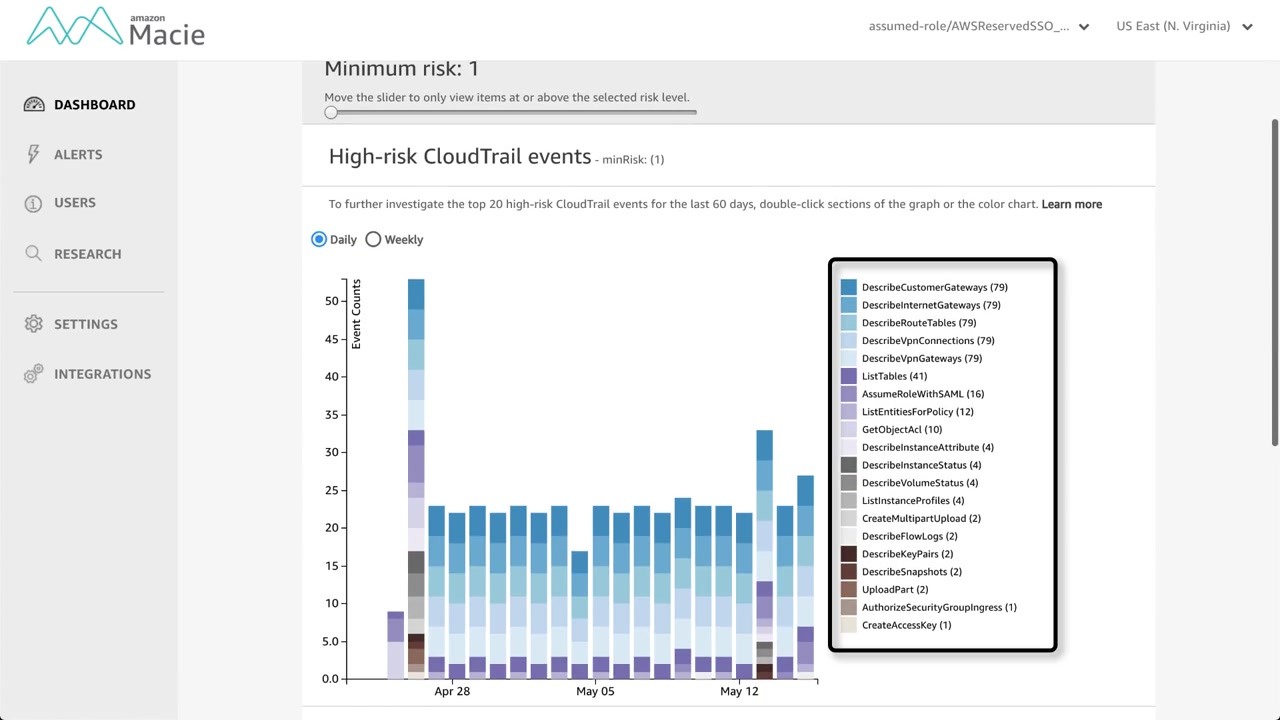 amazon
Macie
assumed-role/AWSReservedSSO_...
US East (N. Virginia)
DASHBOARD
ALERTS
USERS
RESEARCH
SETTINGS
INTEGRATIONS
Minimum risk: 1
Move the slider to only view items at or above the selected risk level.
High-risk CloudTrail events - minRisk: (1)
To further investigate the top 20 high-risk CloudTrail events for the last 60 days, double-click sections of the graph or the color chart. Learn more
Daily Weekly
Event Counts
50
45
40
35
30
25
20
15
10
5.0
0.0
Apr 28
May 05
May 12
DescribeCustomerGateways (79)
DescribeInternetGateways (79)
DescribeRouteTables (79)
DescribeVpnConnections (79)
DescribeVpnGateways (79)
ListTables (41)
AssumeRoleWithSAML (16)
ListEntitiesForPolicy (12)
GetObjectAcl (10)
DescribeInstanceAttribute (4)
DescribeInstanceStatus (4)
DescribeVolumeStatus (4)
ListInstanceProfiles (4)
CreateMultipartUpload (2)
DescribeFlowLogs (2)
DescribeKeyPairs (2)
DescribeSnapshots (2)
UploadPart (2)
AuthorizeSecurityGroupIngress (1)
CreateAccessKey (1)